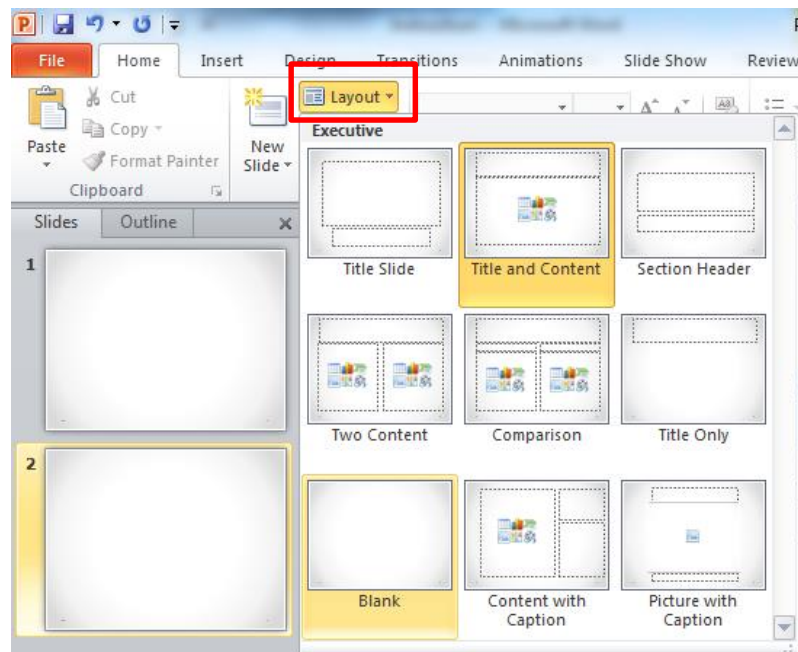 File Home Insert Design Transitions Animations Slide Show Review
Cut
Copy
Format Painter
Paste
Clipboard
New
Slide
Layout
Slides Outline
1
2
Executive
Title Slide Title and Content Section Header
Two Content Comparison Title Only
Blank Content with
Caption Picture with
Caption